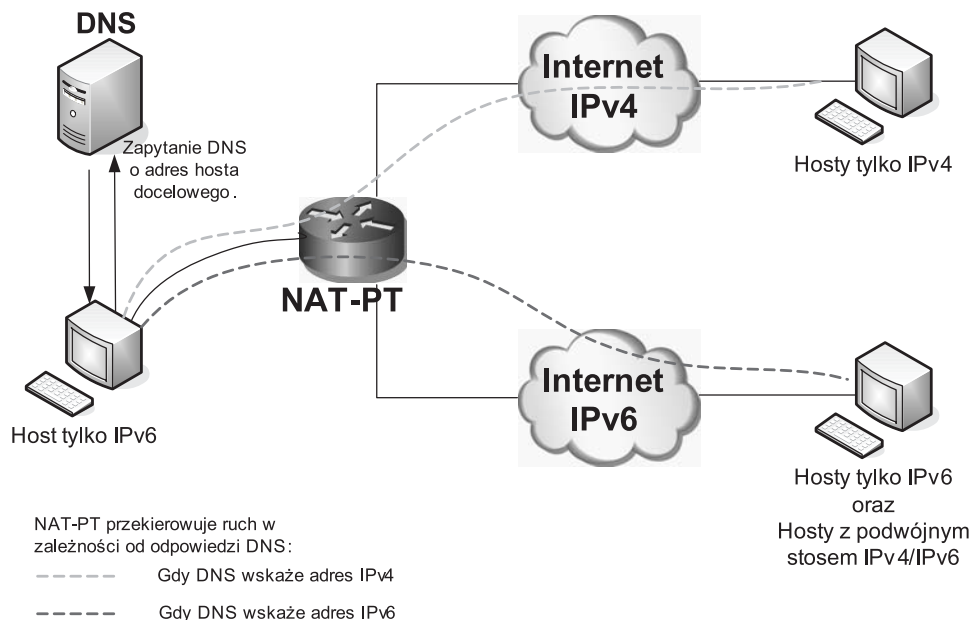 DNS
Zapytanie DNS
o adres hosta
docelowego.
Internet
IPv4
Hosty tylko IPv4
NAT-PT
Host tylko IPv6
Internet
IPv6
Hosty tylko IPv6
oraz
Hosty z podwójnym
stosem IPv4/IPv6
NAT-PT przekierowuje ruch w
zależności od odpowiedzi DNS:
Gdy DNS wskaże adres IPv4
Gdy DNS wskaże adres IPv6